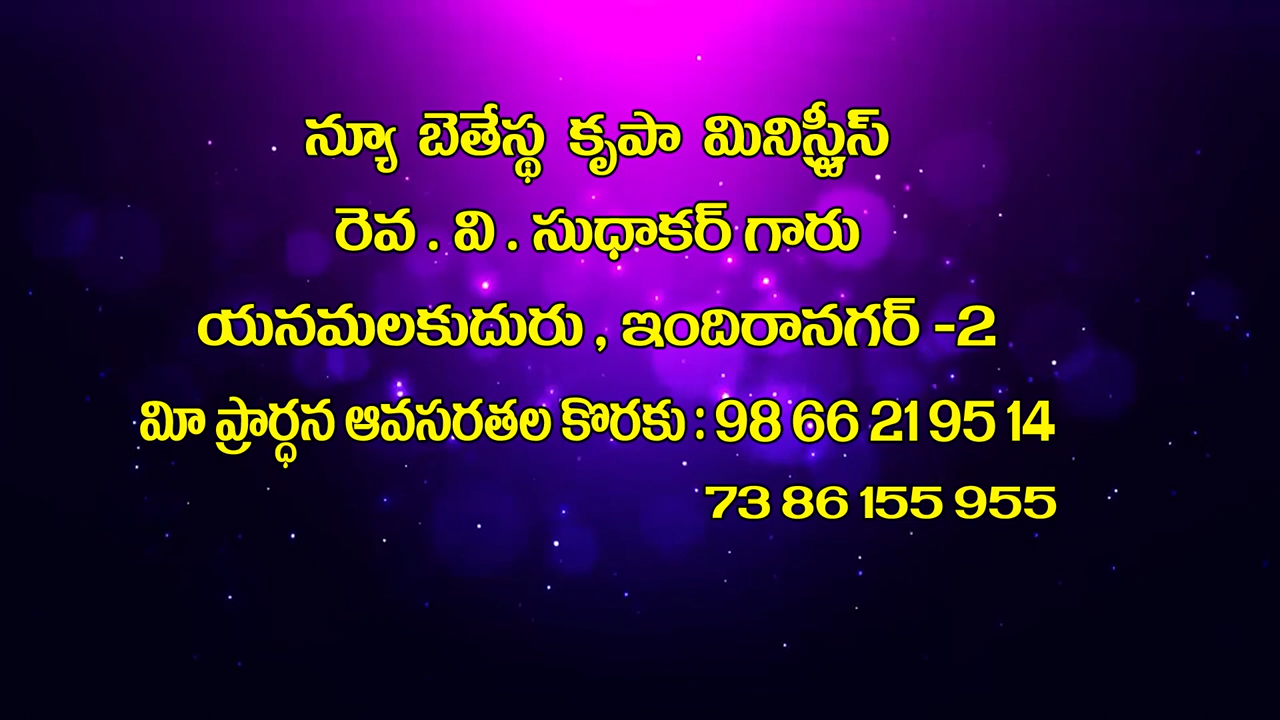 న్యూ బెతేస్థ కృపా మినిస్ట్రీస్
రెవ . వి . సుధాకర్ గారు
యనమలకుదురు , ఇందిరానగర్ -2
మీ ప్రార్ధన ఆవసరతల కొరకు : 98 66 21 95 14
73 86 155 955